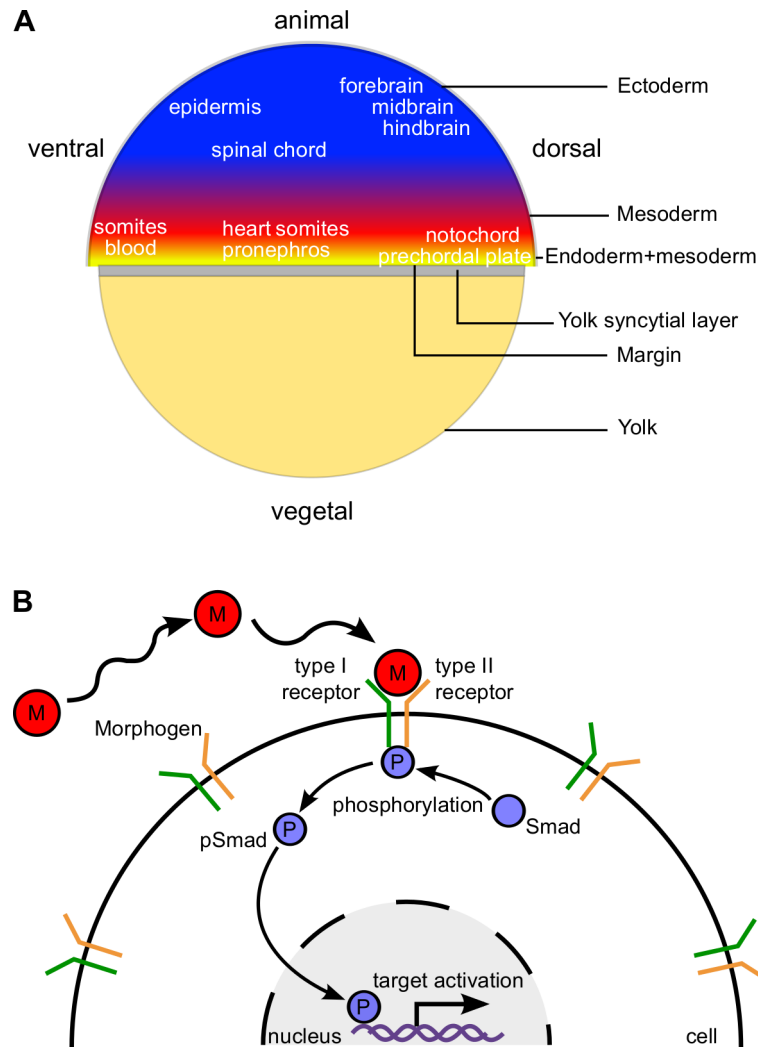 A
animal
forebrain
midbrain
hindbrain
epidermis
spinal chord
ventral
dorsal
Ectoderm
Mesoderm
somites
blood
heart somites
pronephros
notochord
prechordal plate
Endoderm+mesoderm
Yolk syncytial layer
Margin
Yolk
vegetal
B
M
M
M
type I
receptor
type II
receptor
Morphogen
P
phosphorylation
Smad
pSmad
P
target activation
P
nucleus
cell